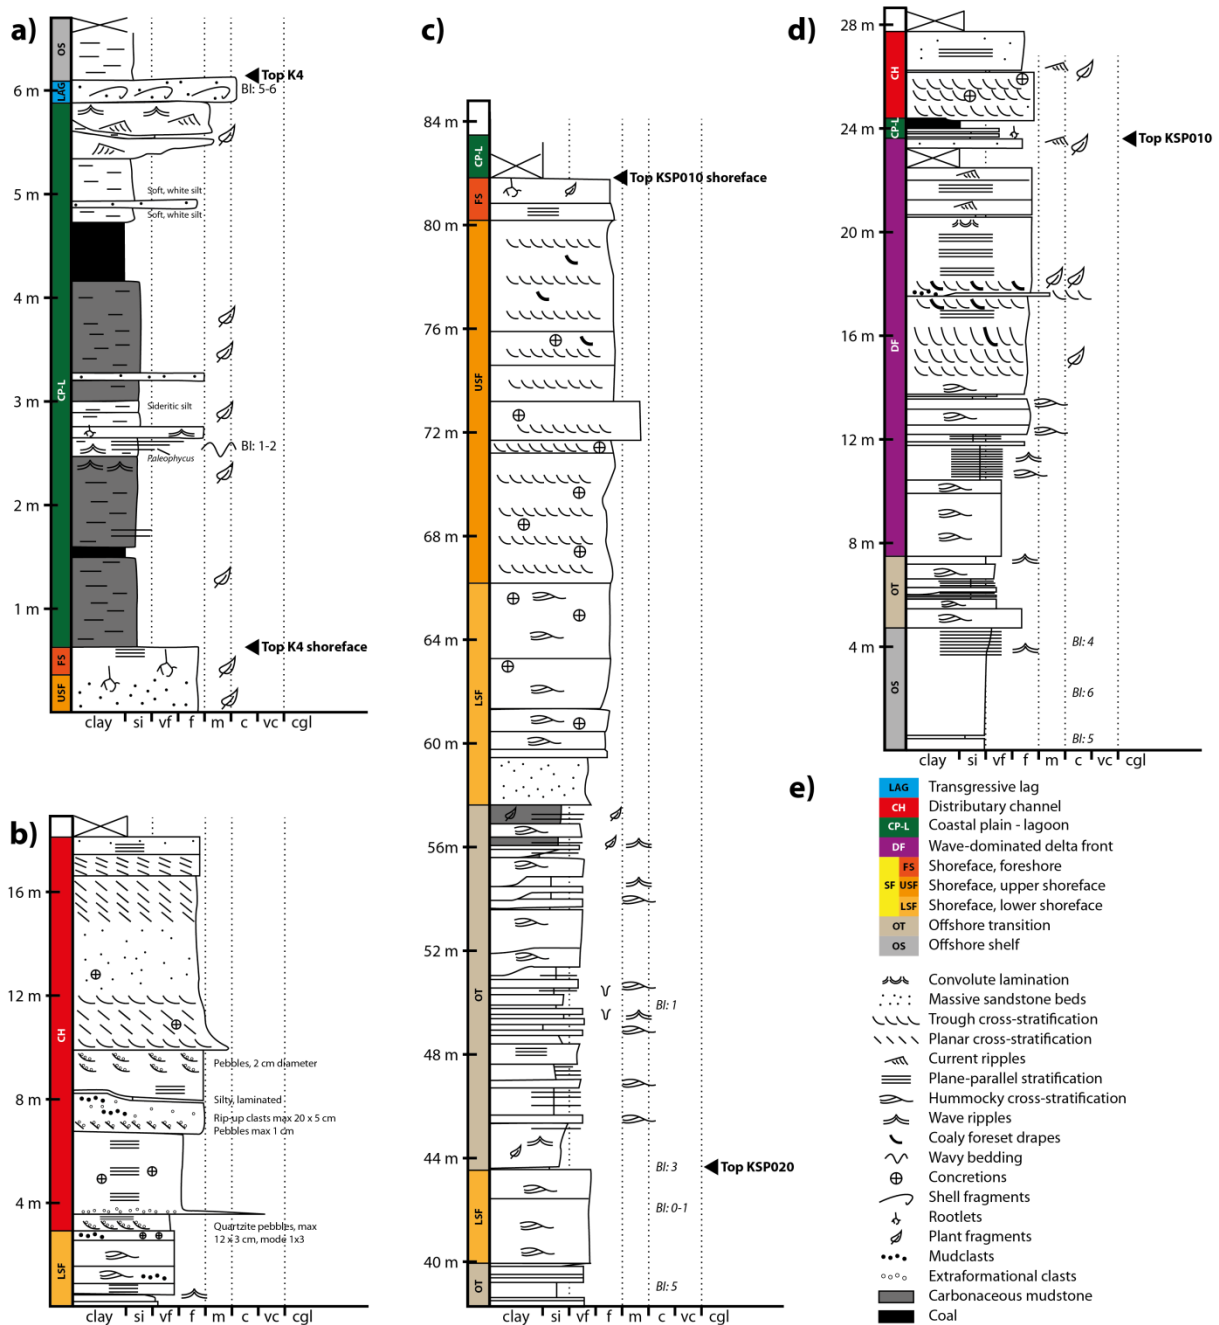 a)
OS
LAG
CP-L
FS
USF
6 m
5 m
4 m
3 m
2 m
1 m
Top K4
BI: 5-6
Soft, white silt
Soft, white silt
Sideritic silt
BI: 1-2
Paleophycus
Top K4 shoreface
clay si vf f m c vc cgl
b)
CH
LSF
16 m
12 m
8 m
4 m
Pebbles, 2 cm diameter
Silty, laminated
Rip-up clasts max 20 x 5 cm
Pebbles max 1 cm
Quartzite pebbles, max
12 x 3 cm, mode 1x3
clay si vf f m c vc cgl
c)
CP-L
FS
USF
LSF
OT
LSF
OT
84 m
80 m
76 m
72 m
68 m
64 m
60 m
56m
52 m
48 m
44 m
40 m
Top KSP010 shoreface
BI: 1
BI: 3
Top KSP020
BI: 0-1
BI: 5
clay si vf f m c vc cgl
d)
CH
CP-L
DF
OT
OS
28 m
24 m
20 m
16 m
12 m
8 m
4 m
Top KSP010
BI: 4
BI: 6
BI: 5
clay si vf f m c vc cgl
e)
LAG Transgressive lag
CH Distributary channel
CP-L Coastal plain - lagoon
DF Wave-dominated delta front
FS Shoreface, foreshore
SF USF Shoreface, upper shoreface
LSF Shoreface, lower shoreface
OT Offshore transition
OS Offshore shelf
Convolute lamination
Massive sandstone beds
Trough cross-stratification
Planar cross-stratification
Current ripples
Plane-parallel stratification
Hummocky cross-stratification
Wave ripples
Coaly foreset drapes
Wavy bedding
Concretions
Shell fragments
Rootlets
Plant fragments
Mudclasts
Extraformational clasts
Carbonaceous mudstone
Coal